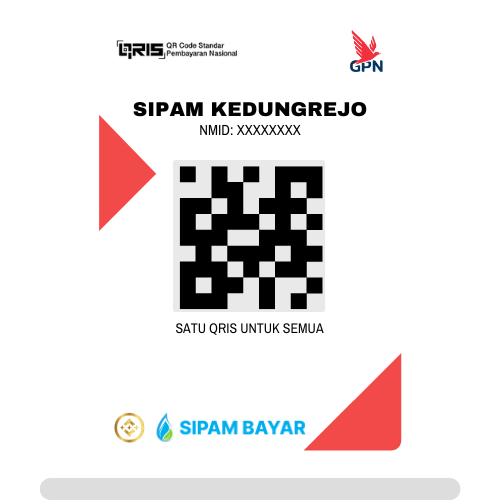 QRIS QR Code Standar
Pembayaran Nasional
GPN
SIPAM KEDUNGREJO
NMID: XXXXXXXX
SATU QRIS UNTUK SEMUA
SIPAM BAYAR